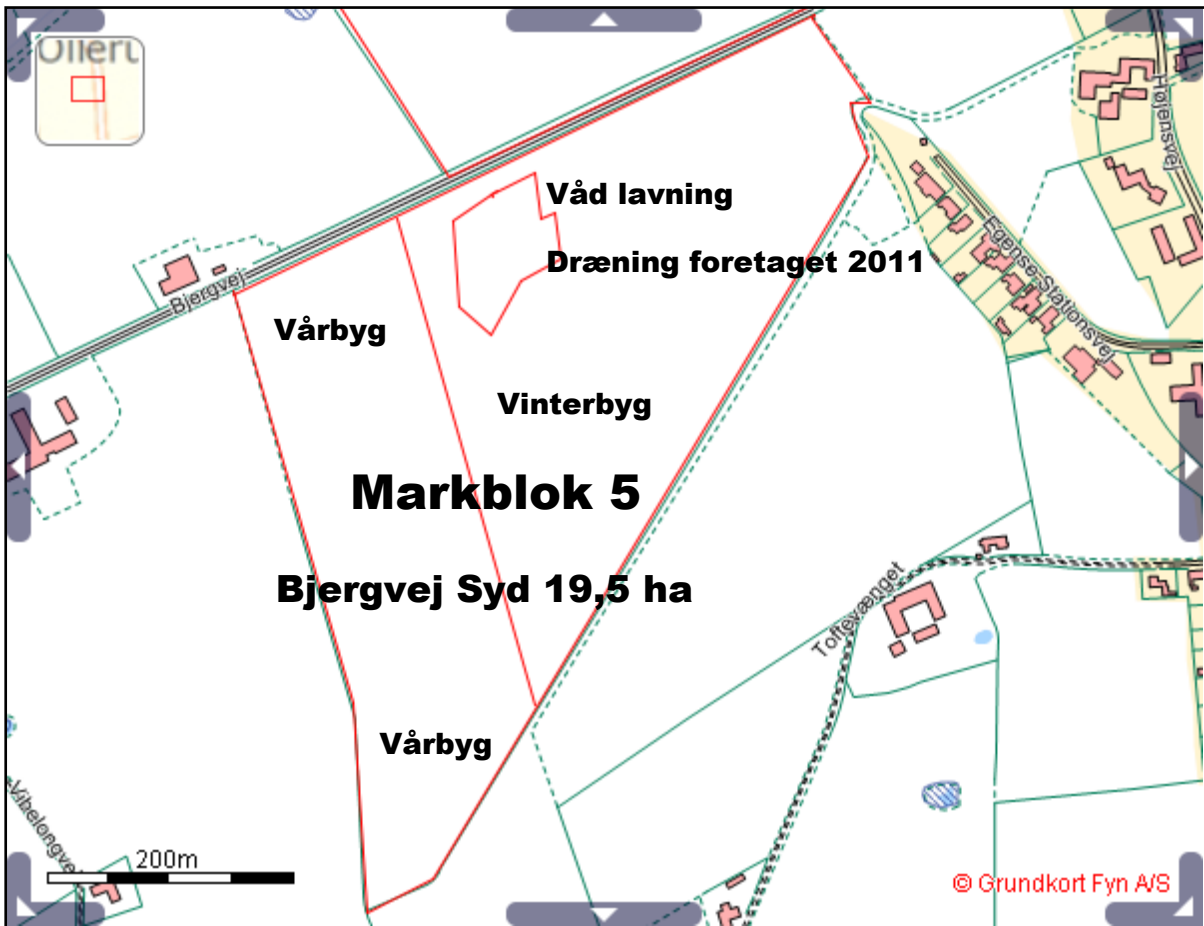 Ollert
Højensvej
Våd lavning
Egense-Stationsvej
Dræning foretaget 2011
Bjergvej
Vårbyg
Vinterbyg
Markblok 5
Bjergvej Syd 19,5 ha
Toftevænget
Vårbyg
200m
© Grundkort Fyn A/S